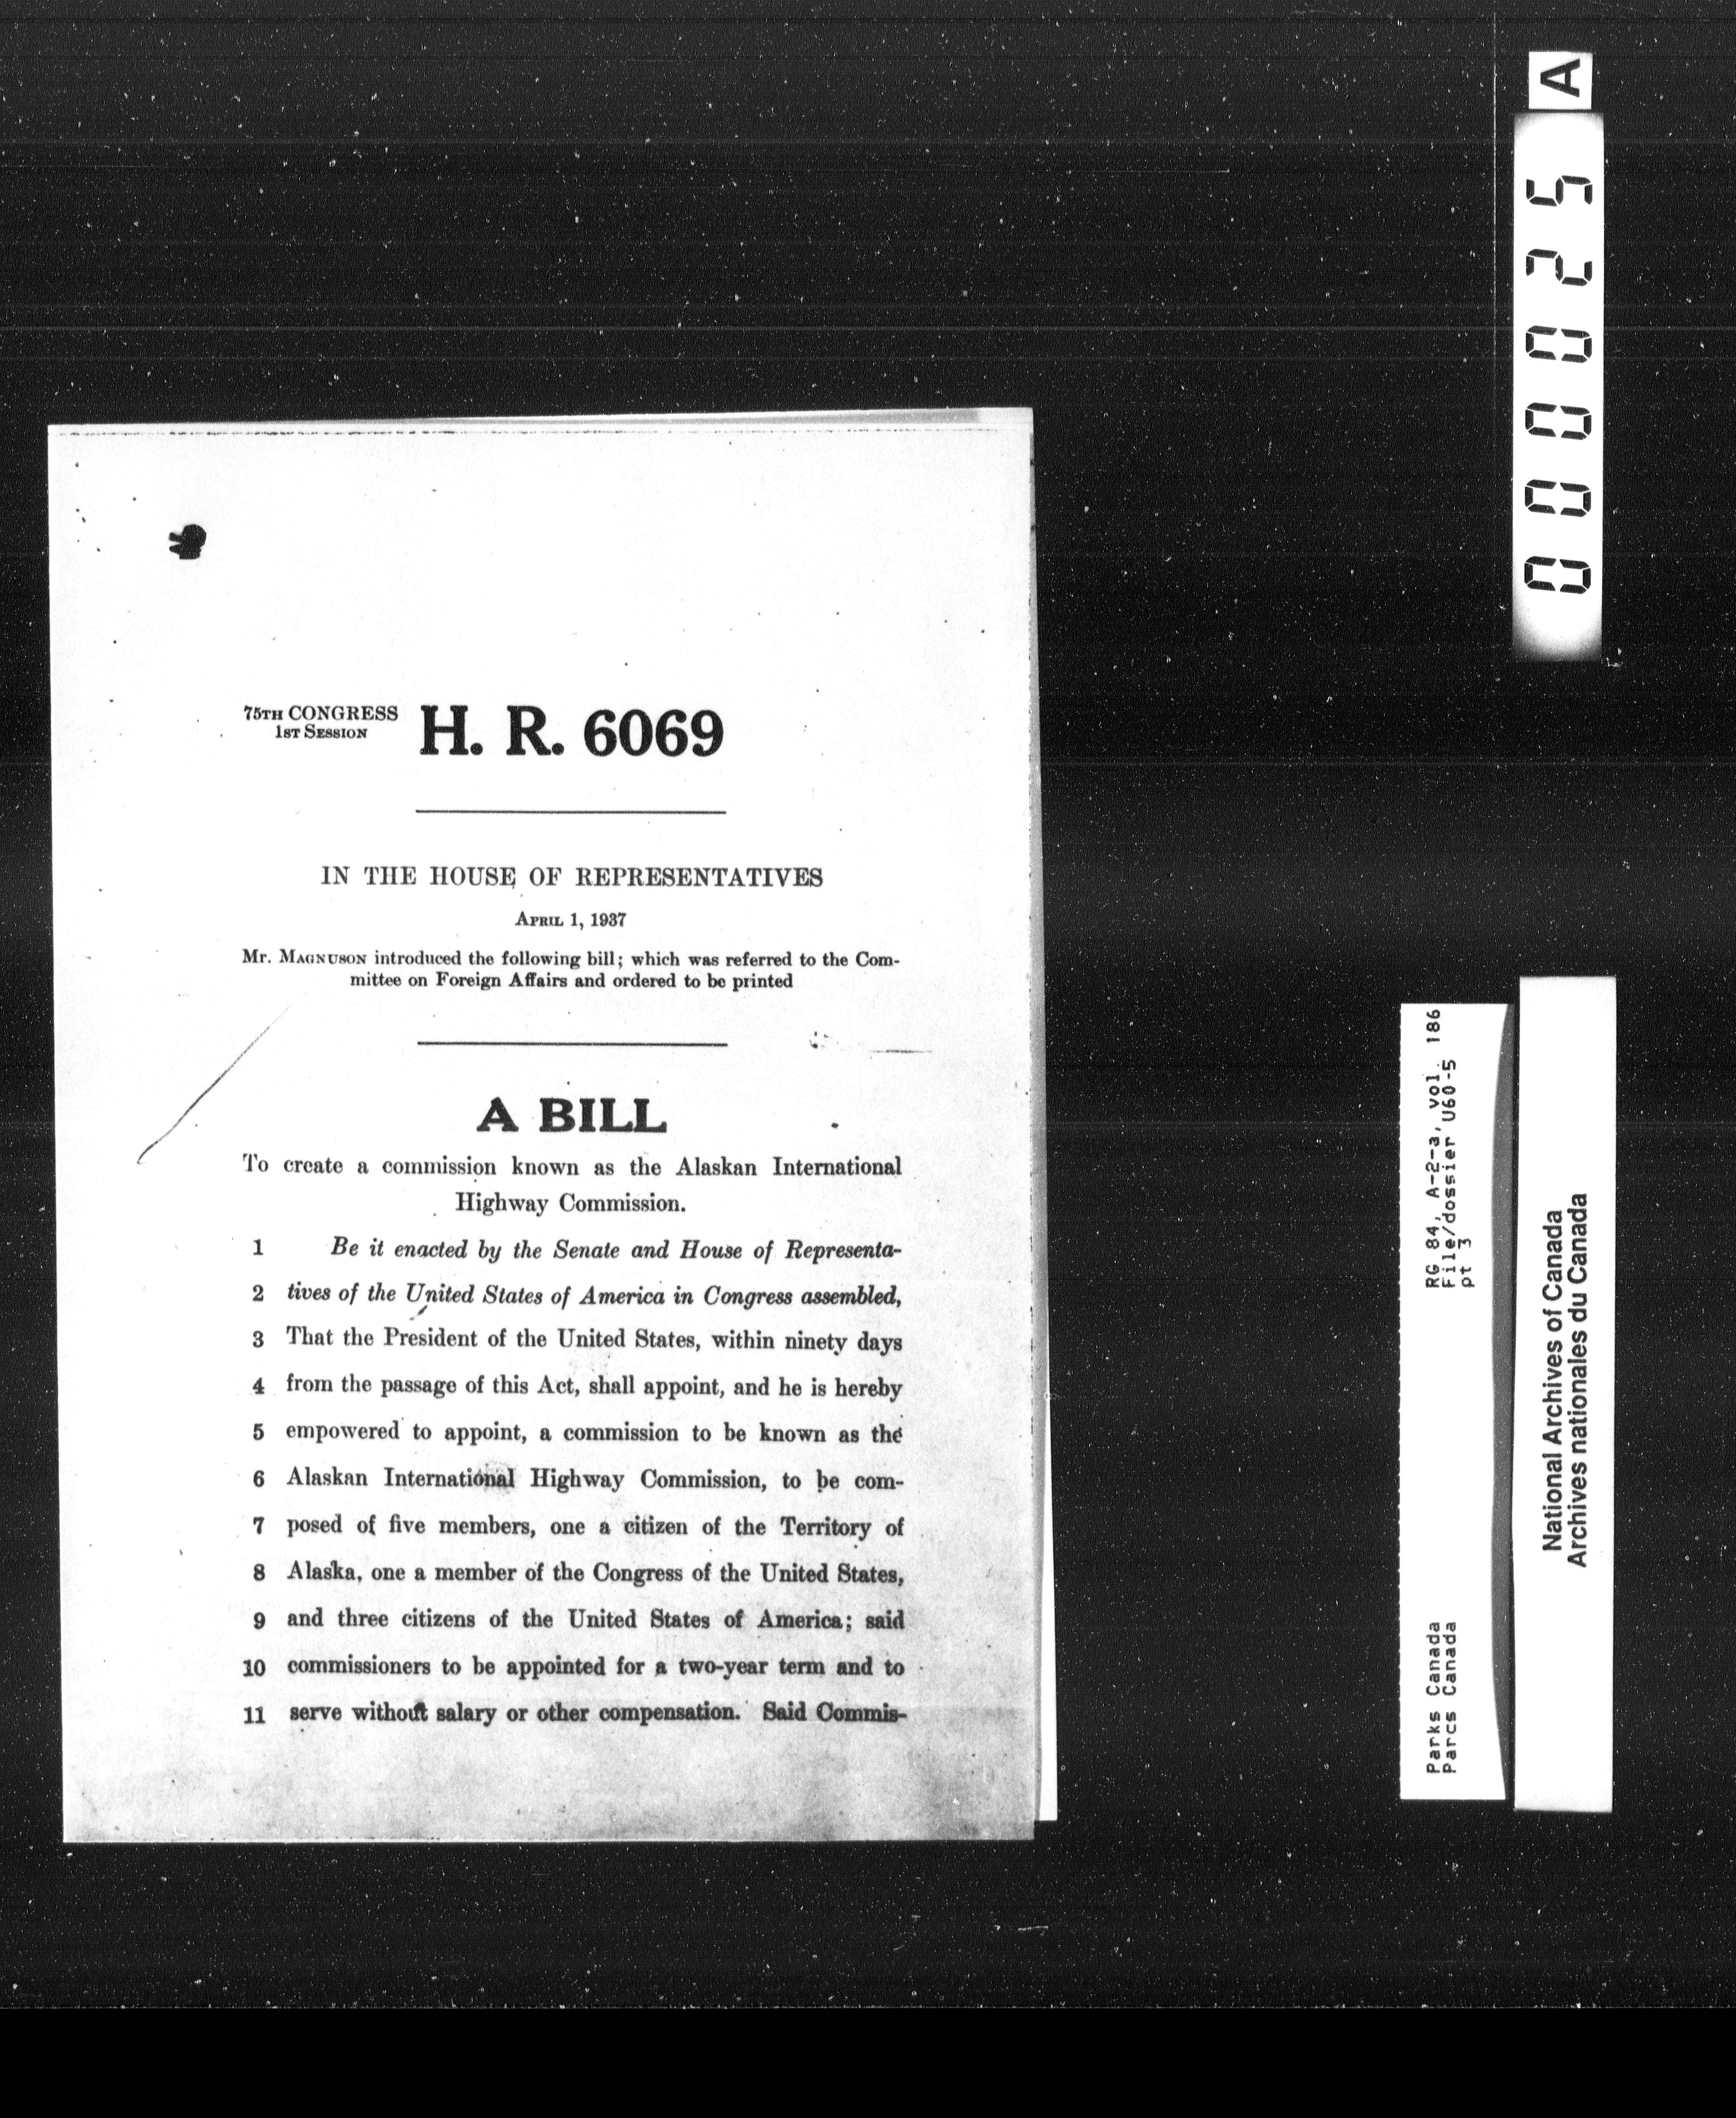 75TH CONGRESS
1ST SESSION
H. R. 6069
IN THE HOUSE OF REPRESENTATIVES
APRIL 1, 1937
Mr. MAGNUSON introduced the following bill; which was referred to the Com-
mittee on Foreign Affairs and ordered to be printed
A BILL
To create a commission known as the Alaskan International
Highway Commission.
1 Be it enacted by the Senate and House of Representa-
2 tives of the United States of America in Congress assembled,
3 That the President of the United States, within ninety days
4 from the passage of this Act, shall appoint, and he is hereby
5 empowered to appoint, a commission to be known as the
6 Alaskan International Highway Commission, to be com-
7 posed of five members, one a citizen of the Territory of
8 Alaska, one a member of the Congress of the United States,
9 and three citizens of the United States of America; said
10 commissioners to be appointed for a two-year term and to
11 serve without salary or other compensation. Said Commis-
000025 A
Parks Canada
Parcs Canada
RG 84, A-2-a, vol. 186
File/dossier U60-5
pt 3
National Archives of Canada
Archives nationales du Canada